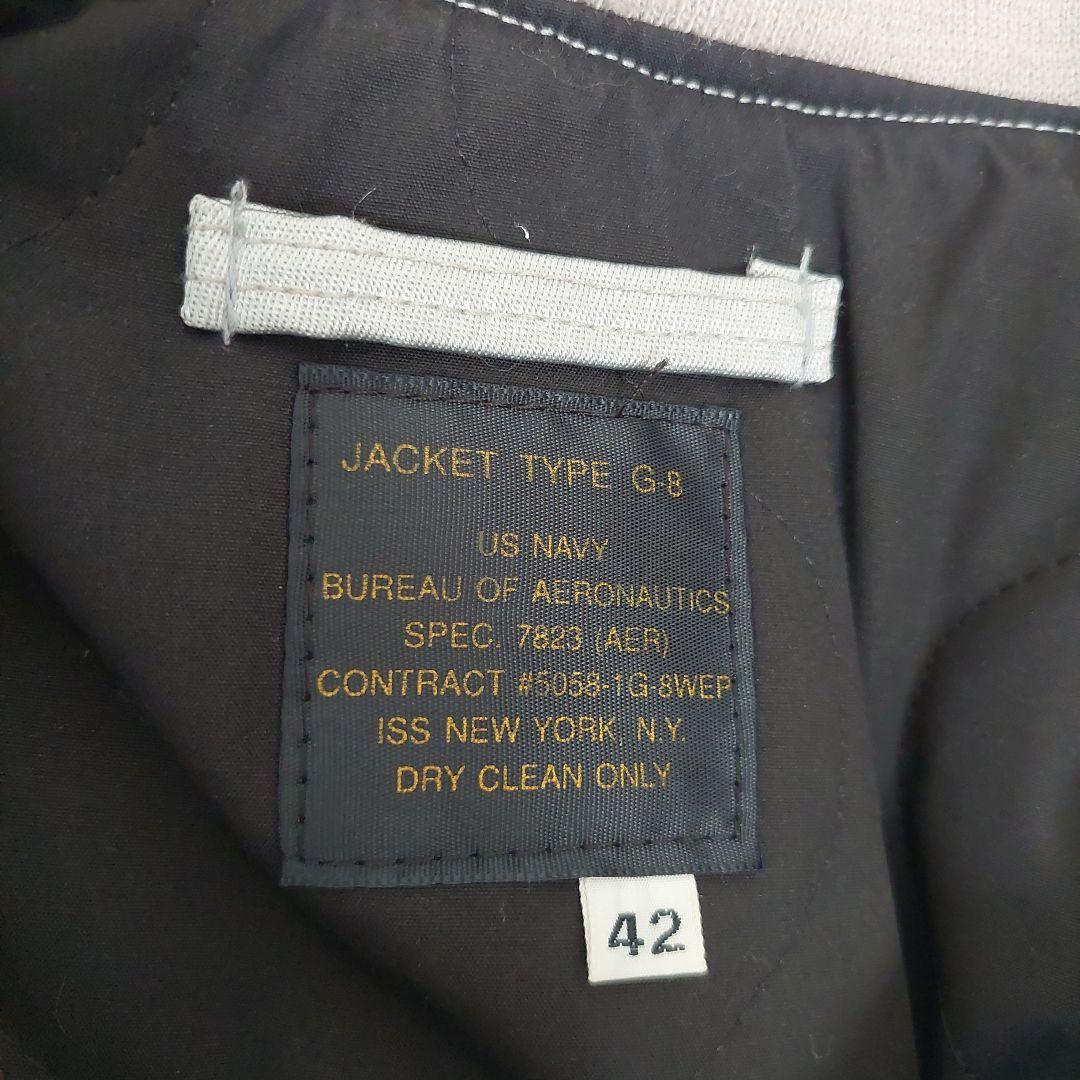 JACKET TYPE G-8
US NAVY
BUREAU OF AERONAUTICS
SPEC. 7823 (AER)
CONTRACT #5058-1G-8WEP
ISS NEW YORK, N.Y.
DRY CLEAN ONLY
42